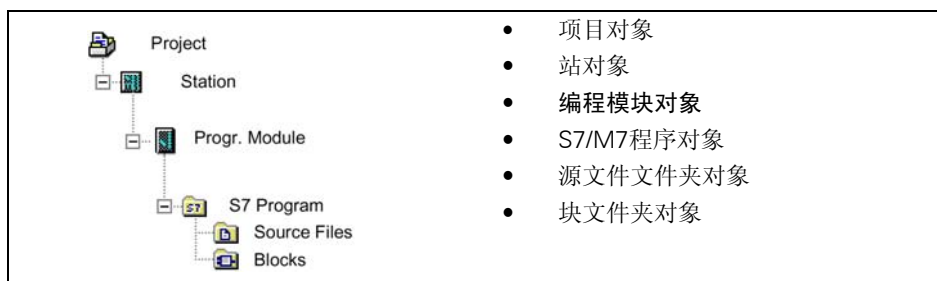 Project
Station
Progr. Module
S7 Program
Source Files
Blocks
• 项目对象
• 站对象
• 编程模块对象
• S7/M7程序对象
• 源文件文件夹对象
• 块文件夹对象